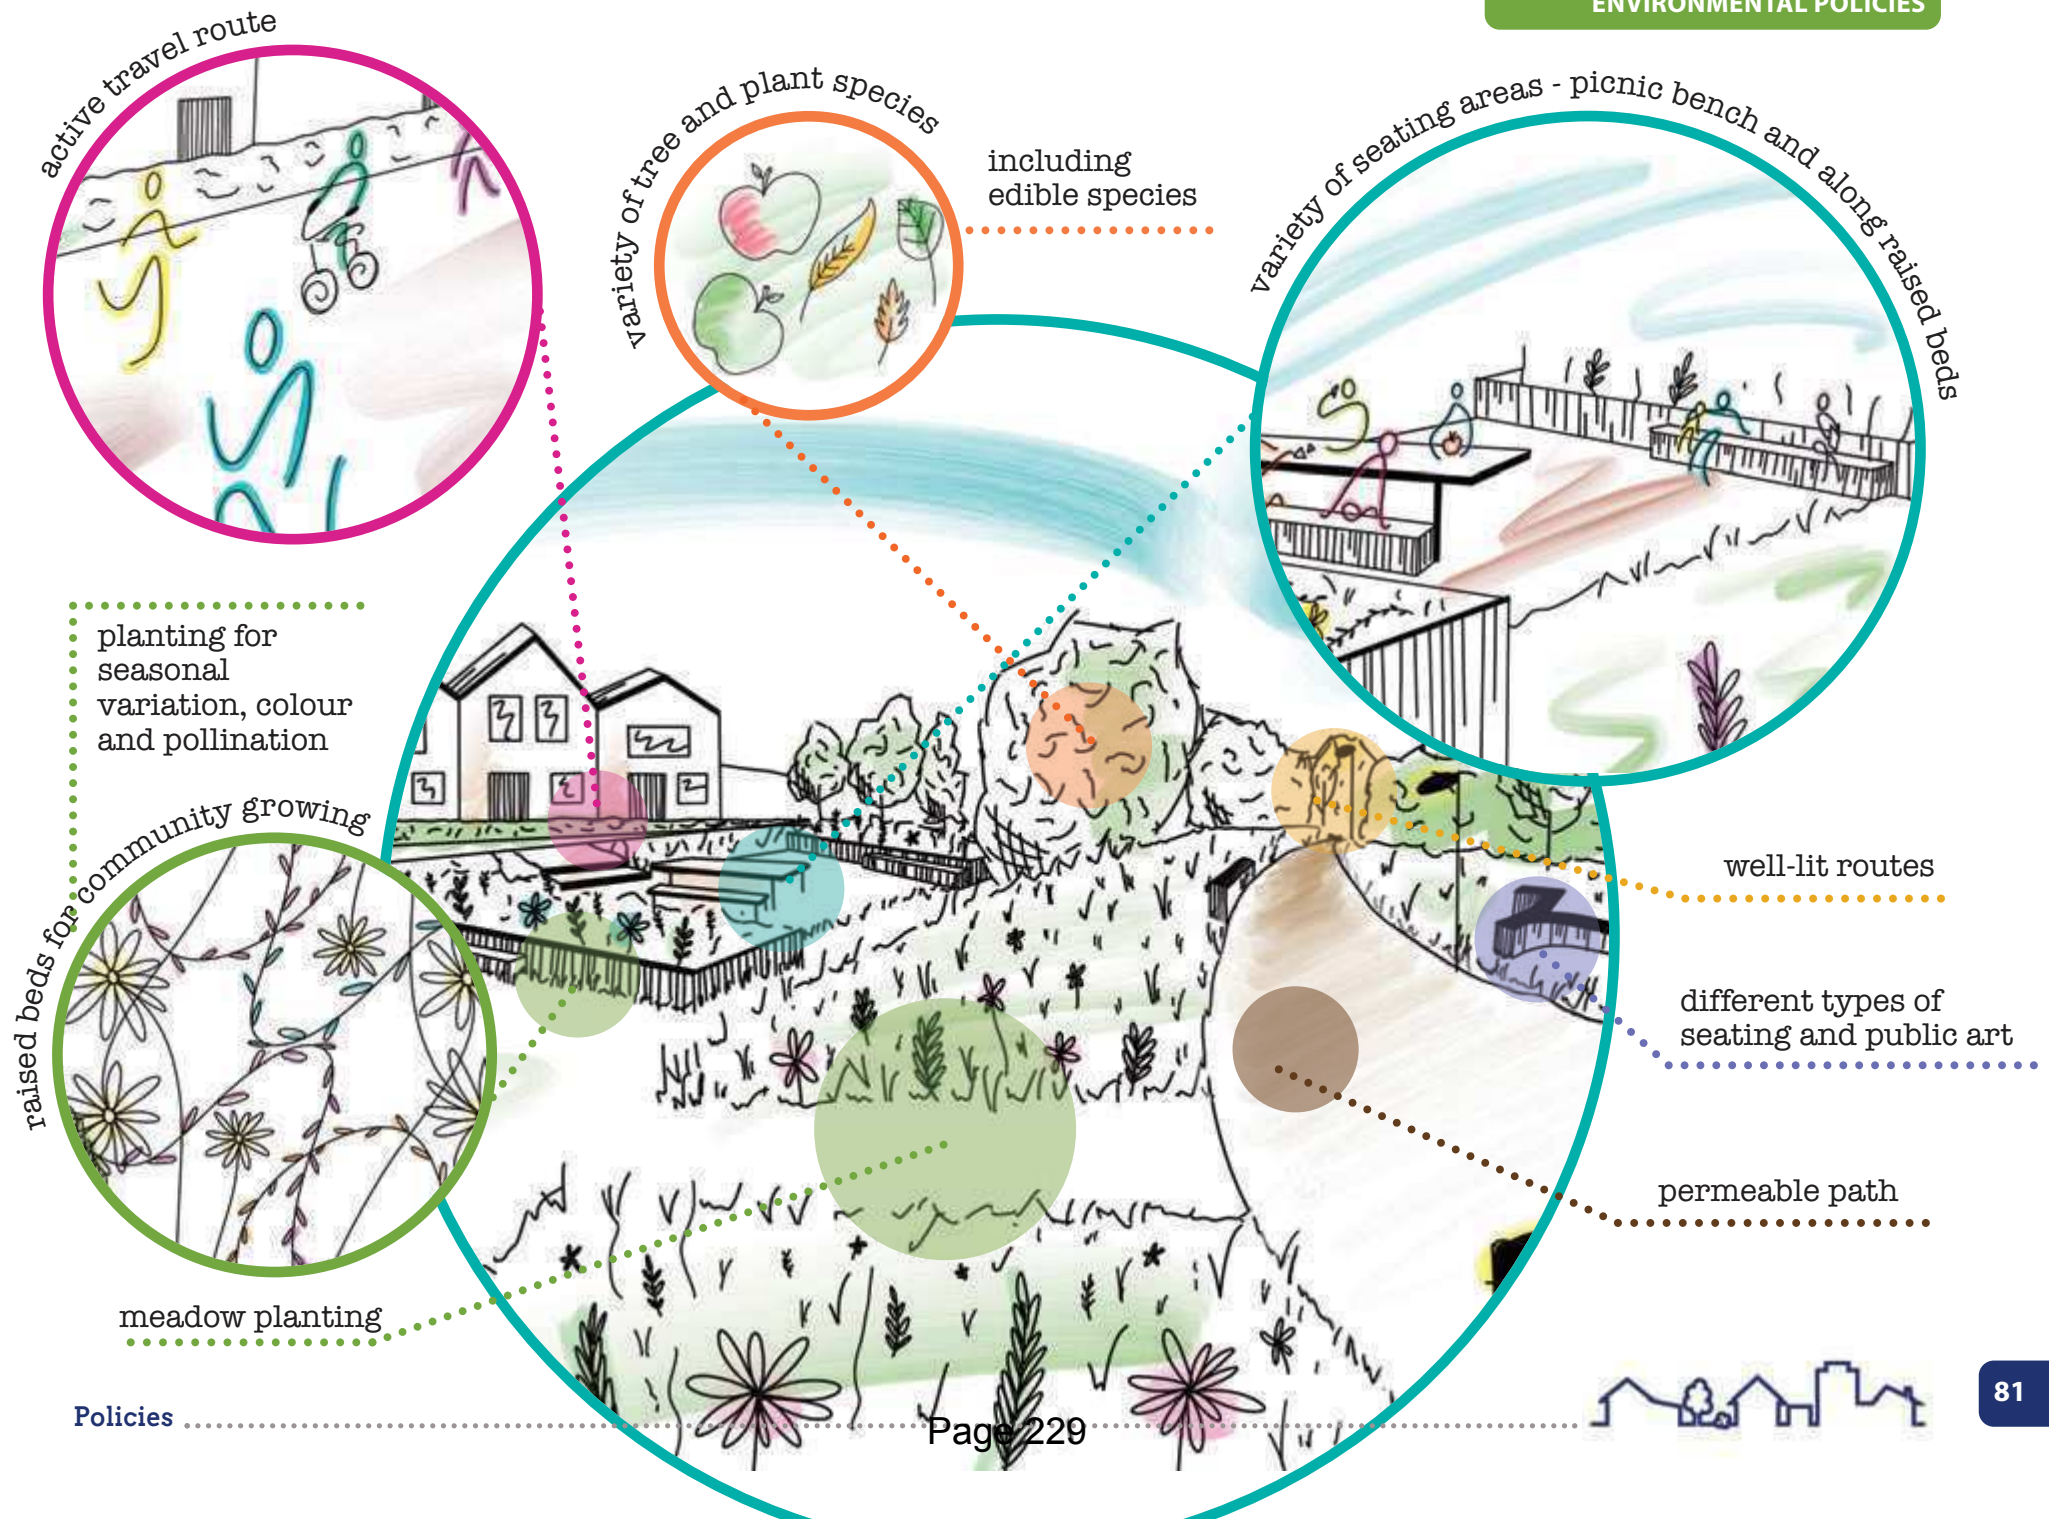 ENVIRONMENTAL POLICIES
active travel route
variety of tree and plant species
including
edible species
variety of seating areas - picnic bench and along raised beds
planting for
seasonal
variation, colour
and pollination
raised beds for community growing
well-lit routes
different types of
seating and public art
permeable path
meadow planting
Policies
Page 229
81